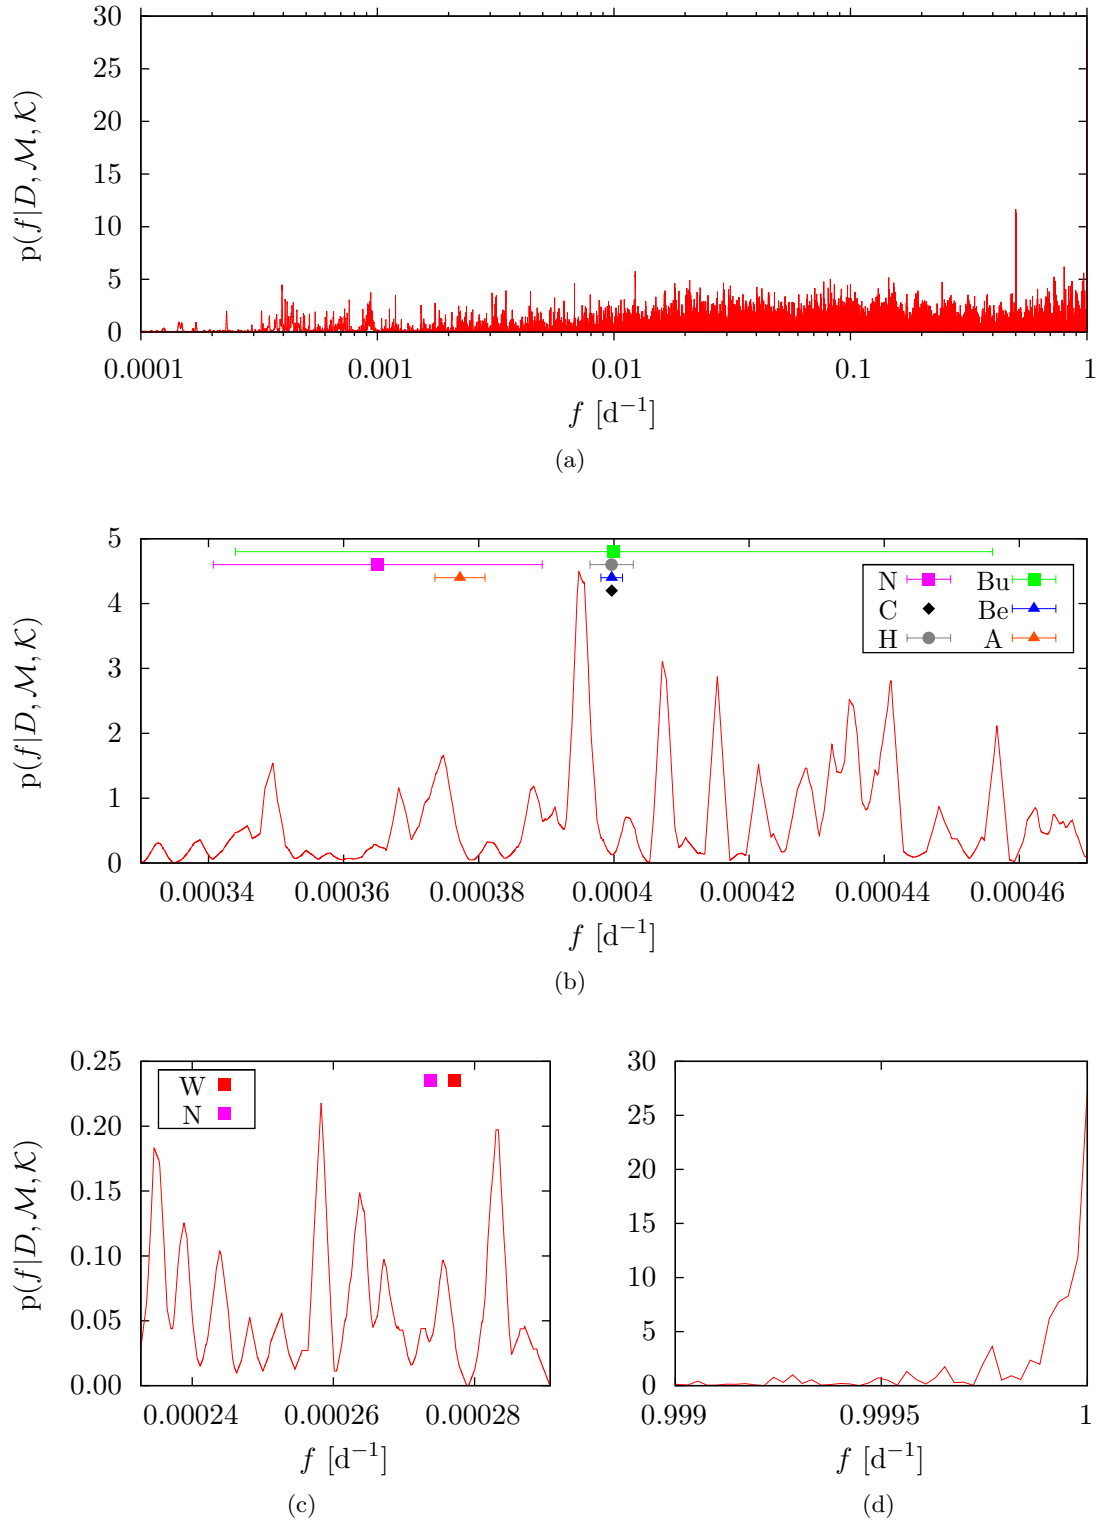 30
25
20
15
10
5
0
p(f|D, M, K)
0.0001 0.001 0.01 0.1 1
f [d⁻¹]
(a)
5
4
3
2
1
0
p(f|D, M, K)
N Bu
C Be
H A
0.00034 0.00036 0.00038 0.0004 0.00042 0.00044 0.00046
f [d⁻¹]
(b)
0.25
0.20
0.15
0.10
0.05
0.00
p(f|D, M, K)
W
N
0.00024 0.00026 0.00028
f [d⁻¹]
(c)
30
25
20
15
10
5
0
0.999 0.9995 1
f [d⁻¹]
(d)